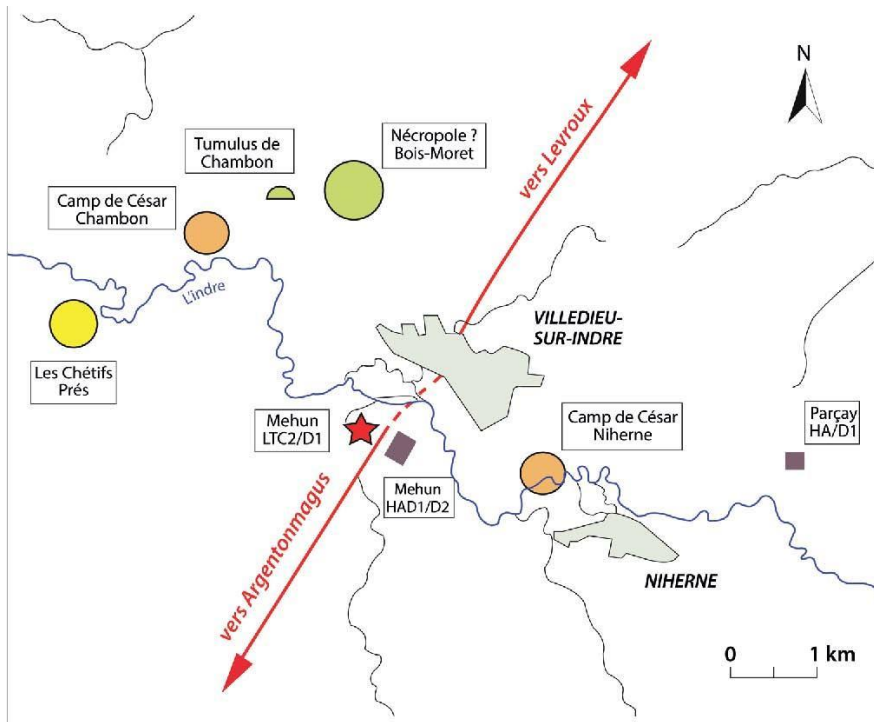 N
vers Levroux
Nécropole ?
Bois-Moret
Tumulus de
Chambon
Camp de César
Chambon
L'indre
Les Chétifs
Prés
VILLEDIEU-
SUR-INDRE
Mehun
LTC2/D1
Mehun
HAD1/D2
Camp de César
Niherne
Parçay
HA/D1
NIHERNE
vers Argentonmagus
0 1 km